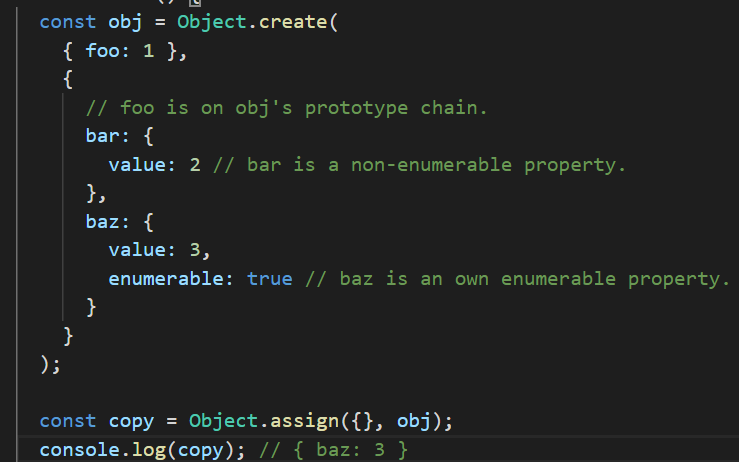 const obj = Object.create(
{ foo: 1 },
{
// foo is on obj's prototype chain.
bar: {
value: 2 // bar is a non-enumerable property.
},
baz: {
value: 3,
enumerable: true // baz is an own enumerable property.
}
}
);
const copy = Object.assign({}, obj);
console.log(copy); // { baz: 3 }